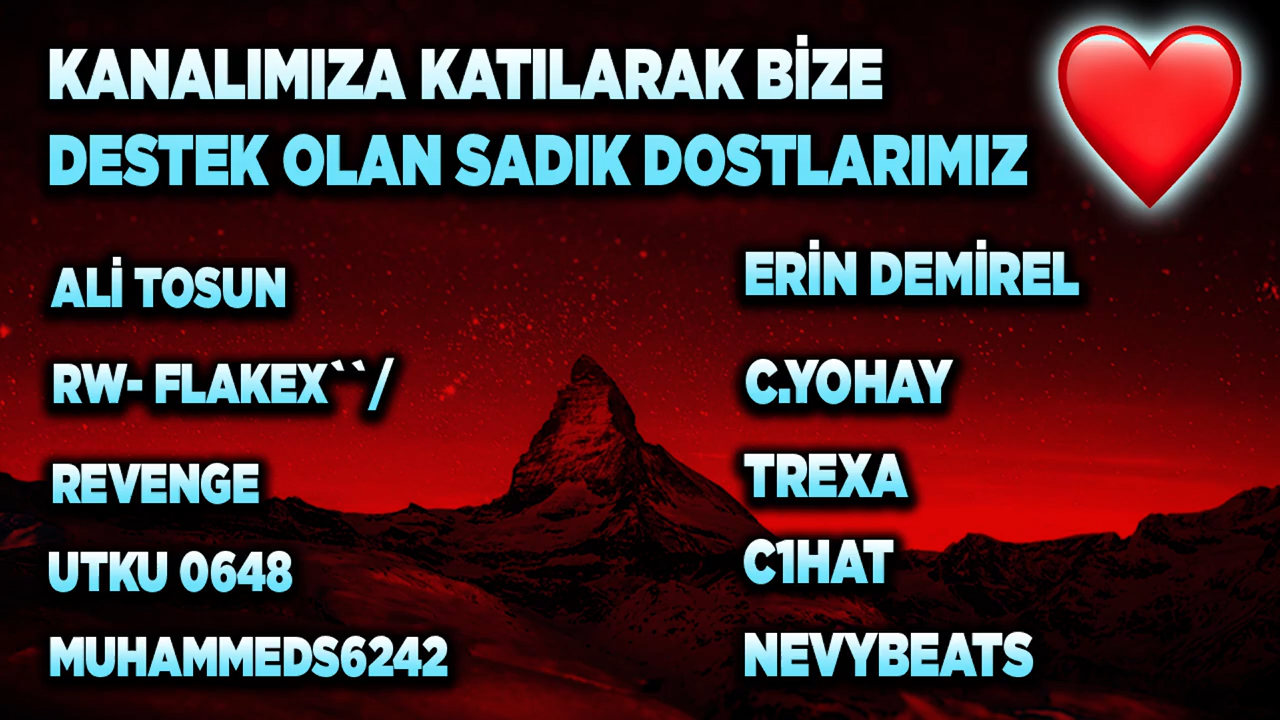 KANALIMIZA KATILARAK BİZE
DESTEK OLAN SADIK DOSTLARIMIZ
ALİ TOSUN
RW- FLAKEX``/
REVENGE
UTKU 0648
MUHAMMEDS6242
ERİN DEMİREL
C.YOHAY
TREXA
C1HAT
NEVYBEATS